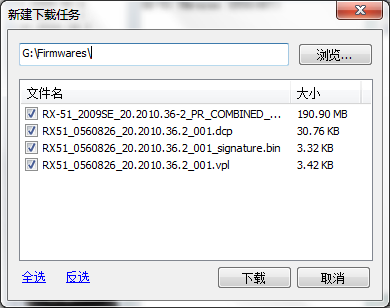 新建下载任务
G:\Firmwares\
浏览...
文件名 大小
RX-51_2009SE_20.2010.36-2_PR_COMBINED_... 190.90 MB
RX51_0560826_20.2010.36.2_001.dcp 30.76 KB
RX51_0560826_20.2010.36.2_001_signature.bin 3.32 KB
RX51_0560826_20.2010.36.2_001.vpl 3.42 KB
全选 反选 下载 取消